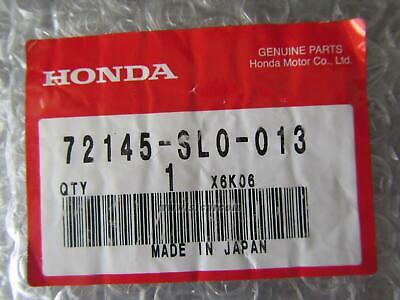 GENUINE PARTS
Honda Motor Co., Ltd.
HONDA
72145-SL0-013
QTY 1 X6K06
MADE IN JAPAN